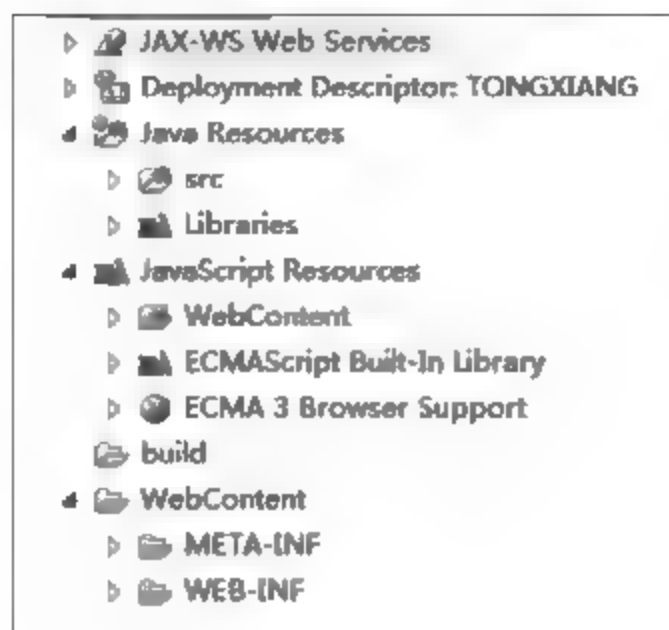 JAX-WS Web Services
Deployment Descriptor: TONGXIANG
Java Resources
src
Libraries
JavaScript Resources
WebContent
ECMAScript Built-In Library
ECMA 3 Browser Support
build
WebContent
META-INF
WEB-INF